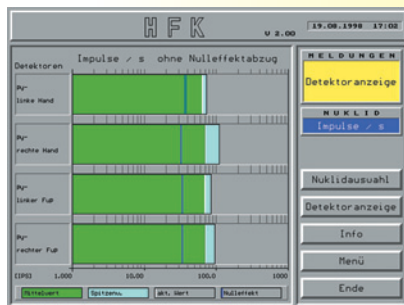 HFK
V 2.00
19.08.1998 17:02
Impulse / s ohne Nulleffektabzug
Detektoren
linke Hand
rechte Hand
linker Fuß
rechter Fuß
[IPS] 1.000 10.00 100.0 1000
Mittelwert Spitzenw. akt. Wert Nulleffekt
MELDUNGEN
Detektoranzeige
NUKLID
Impulse / s
Nuklidauswahl
Detektoranzeige
Info
Menü
Ende